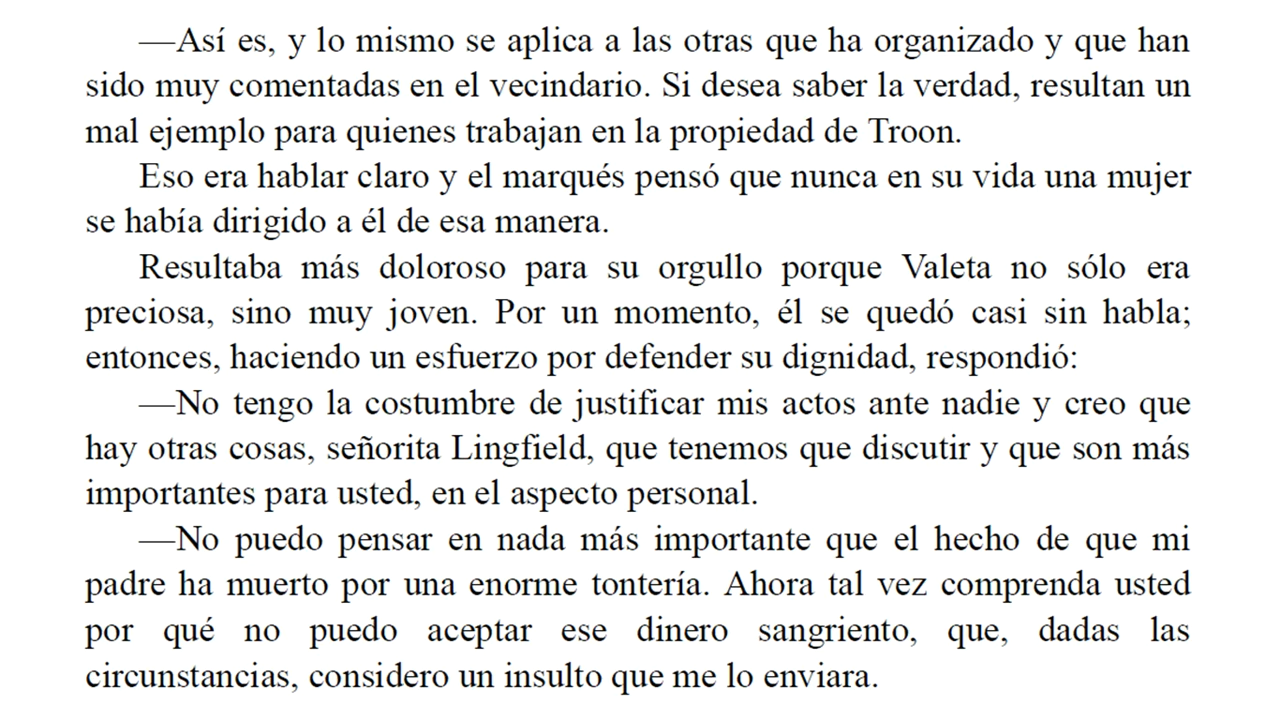 —Así es, y lo mismo se aplica a las otras que ha organizado y que han
sido muy comentadas en el vecindario. Si desea saber la verdad, resultan un
mal ejemplo para quienes trabajan en la propiedad de Troon.
Eso era hablar claro y el marqués pensó que nunca en su vida una mujer
se había dirigido a él de esa manera.
Resultaba más doloroso para su orgullo porque Valeta no sólo era
preciosa, sino muy joven. Por un momento, él se quedó casi sin habla;
entonces, haciendo un esfuerzo por defender su dignidad, respondió:
—No tengo la costumbre de justificar mis actos ante nadie y creo que
hay otras cosas, señorita Lingfield, que tenemos que discutir y que son más
importantes para usted, en el aspecto personal.
—No puedo pensar en nada más importante que el hecho de que mi
padre ha muerto por una enorme tontería. Ahora tal vez comprenda usted
por qué no puedo aceptar ese dinero sangriento, que, dadas las
circunstancias, considero un insulto que me lo enviara.